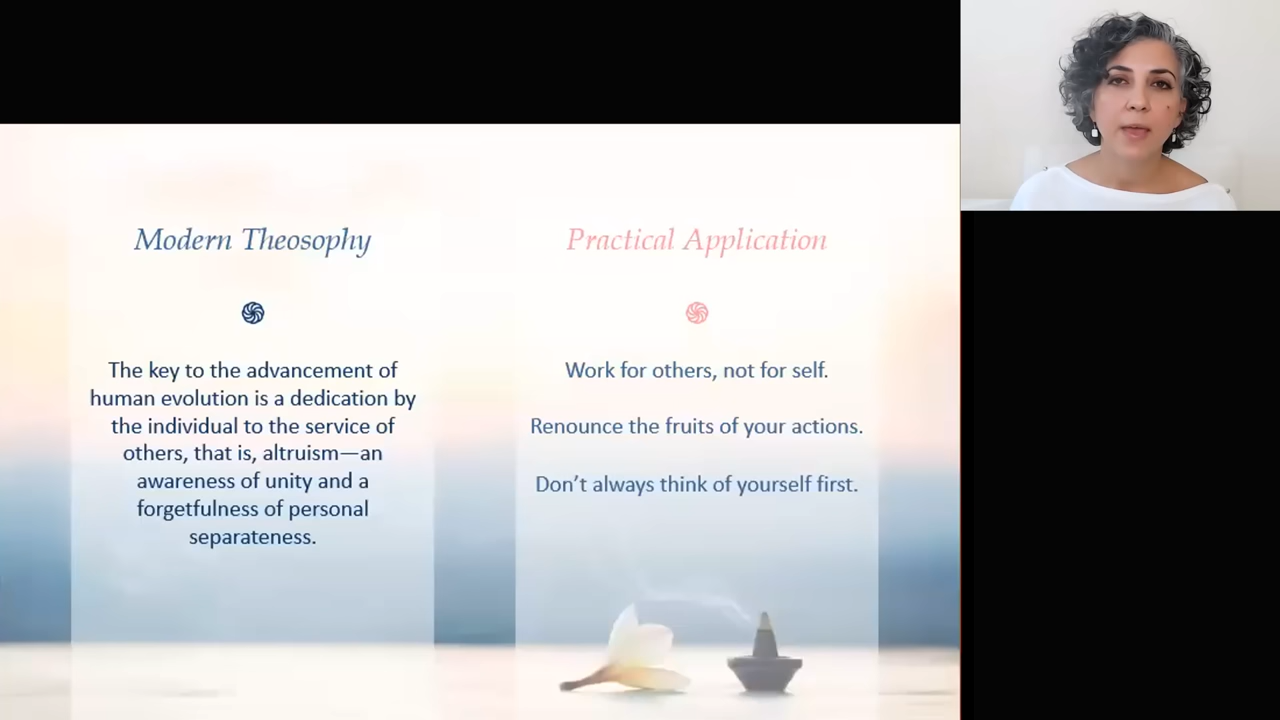 Modern Theosophy
The key to the advancement of
human evolution is a dedication by
the individual to the service of
others, that is, altruism—an
awareness of unity and a
forgetfulness of personal
separateness.
Practical Application
Work for others, not for self.
Renounce the fruits of your actions.
Don’t always think of yourself first.